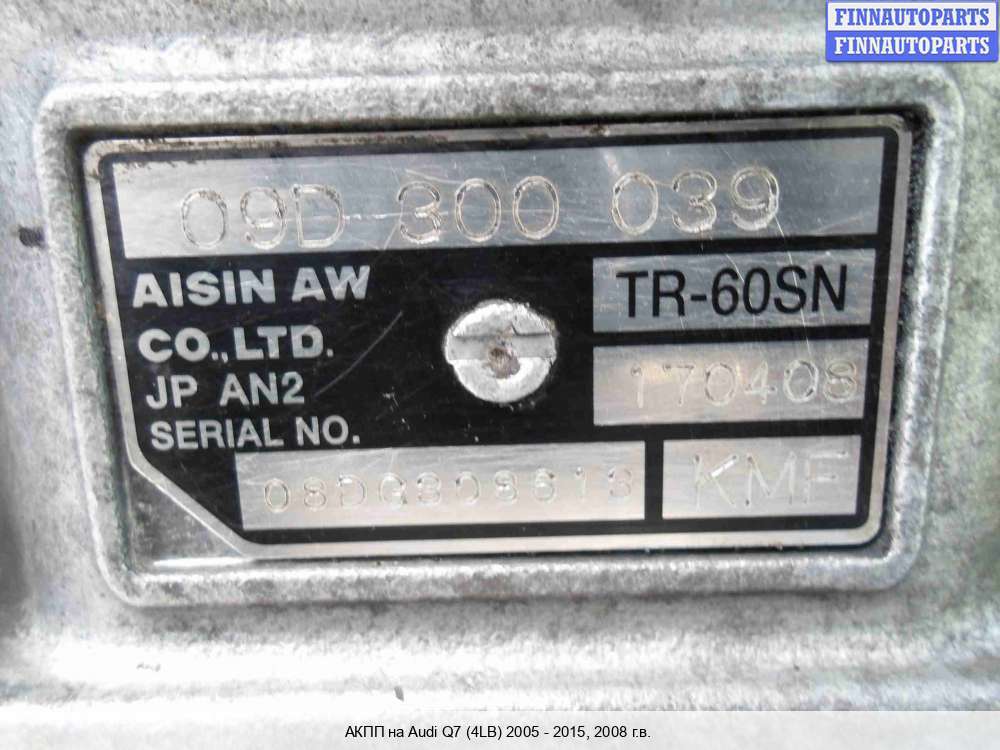 FINNAUTOPARTS
FINNAUTOPARTS
09D 300 039
AISIN AW
CO.,LTD.
JP AN2
SERIAL NO.
TR-60SN
170408
KMF
АКПП на Audi Q7 (4LB) 2005 - 2015, 2008 г.в.